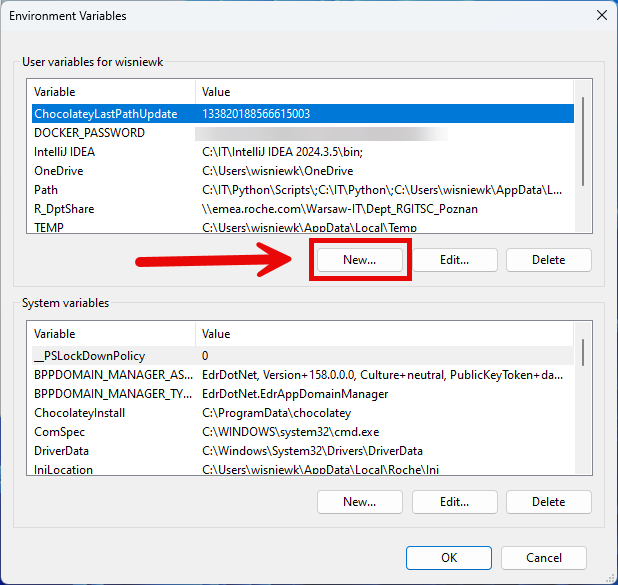 Environment Variables
User variables for wisniewk
Variable Value
ChocolateyLastPathUpdate 133820188566615003
DOCKER_PASSWORD
IntelliJ IDEA C:\IT\IntelliJ IDEA 2024.3.5\bin;
OneDrive C:\Users\wisniewk\OneDrive
Path C:\IT\Python\Scripts\;C:\IT\Python\;C:\Users\wisniewk\AppData\L...
R_DptShare \\emea.roche.com\Warsaw-IT\Dept_RGITSC_Poznan
TEMP C:\Users\wisniewk\AppData\Local\Temp
New... Edit... Delete
System variables
Variable Value
__PSLockDownPolicy 0
BPPDOMAIN_MANAGER_AS... EdrDotNet, Version+158.0.0.0, Culture+neutral, PublicKeyToken+da...
BPPDOMAIN_MANAGER_TY... EdrDotNet.EdrAppDomainManager
ChocolateyInstall C:\ProgramData\chocolatey
ComSpec C:\WINDOWS\system32\cmd.exe
DriverData C:\Windows\System32\Drivers\DriverData
IniLocation C:\Users\wisniewk\AppData\Local\Roche\Ini
New... Edit... Delete
OK Cancel